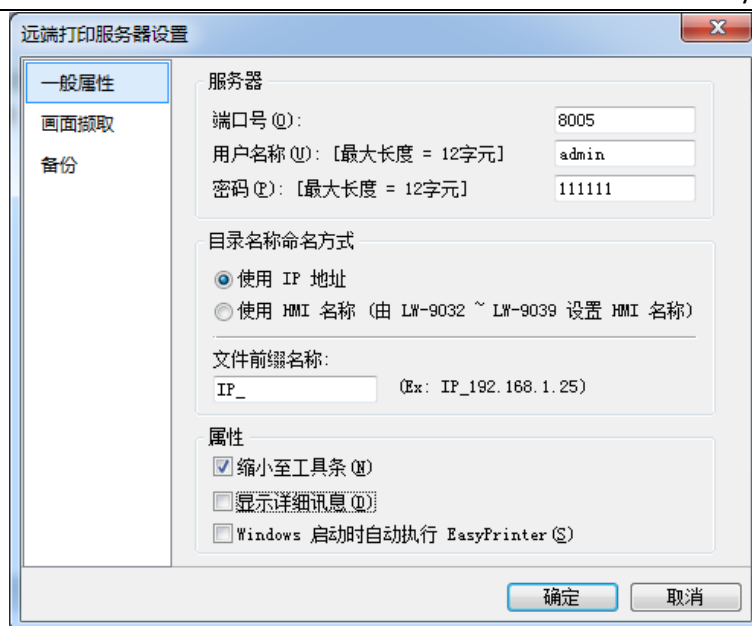 远端打印服务器设置
一般属性
画面撷取
备份
服务器
端口号(O): 8005
用户名称(U): [最大长度 = 12字元] admin
密码(P): [最大长度 = 12字元] 111111
目录名称命名方式
使用 IP 地址
使用 HMI 名称 (由 LW-9032 ~ LW-9039 设置 HMI 名称)
文件前缀名称:
IP_ (Ex: IP_192.168.1.25)
属性
缩小至工具条(N)
显示详细讯息(D)
Windows 启动时自动执行 EasyPrinter(S)
确定 取消